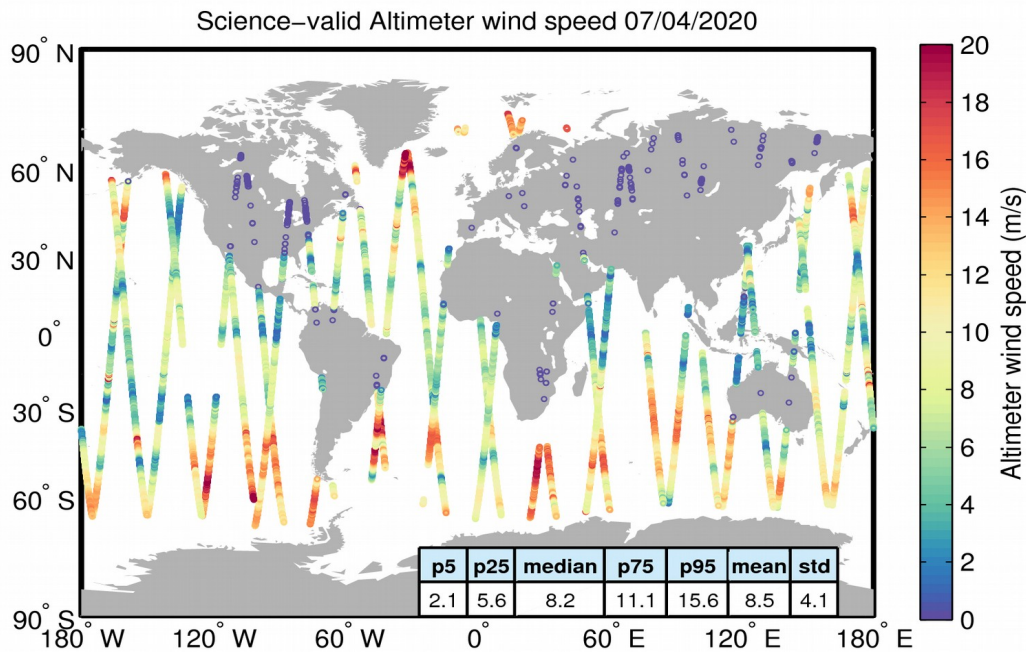 Science−valid Altimeter wind speed 07/04/2020
90° N
60° N
30° N
0°
30° S
60° S
90° S
180° W
120° W
60° W
0°
60° E
120° E
180° E
p5 p25 median p75 p95 mean std
2.1 5.6 8.2 11.1 15.6 8.5 4.1
20
18
16
14
12
10
8
6
4
2
0
Altimeter wind speed (m/s)